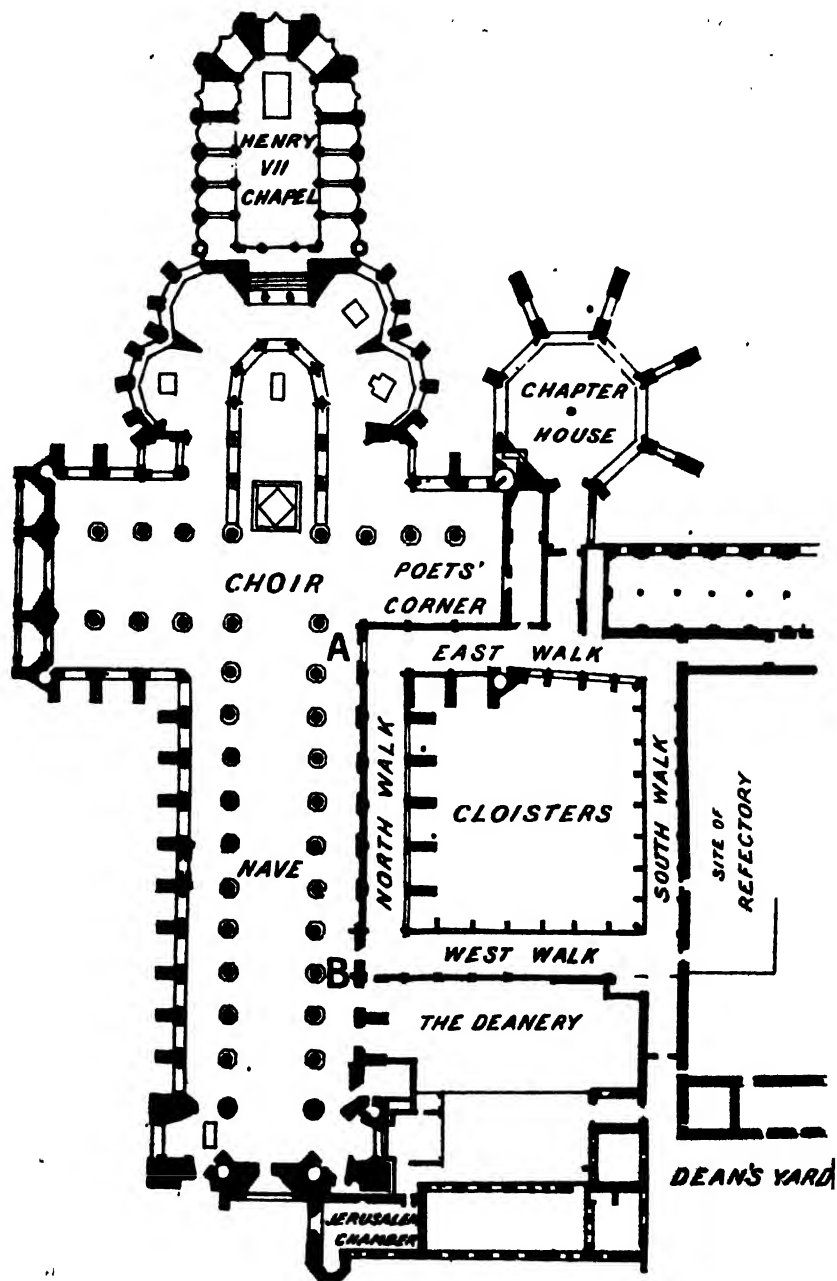 HENRY
VII
CHAPEL
CHAPTER
HOUSE
CHOIR
POETS'
CORNER
A
EAST WALK
NORTH WALK
CLOISTERS
SOUTH WALK
SITE OF
REFECTORY
NAVE
WEST WALK
B
THE DEANERY
DEAN'S YARD
JERUSALEM
CHAMBER